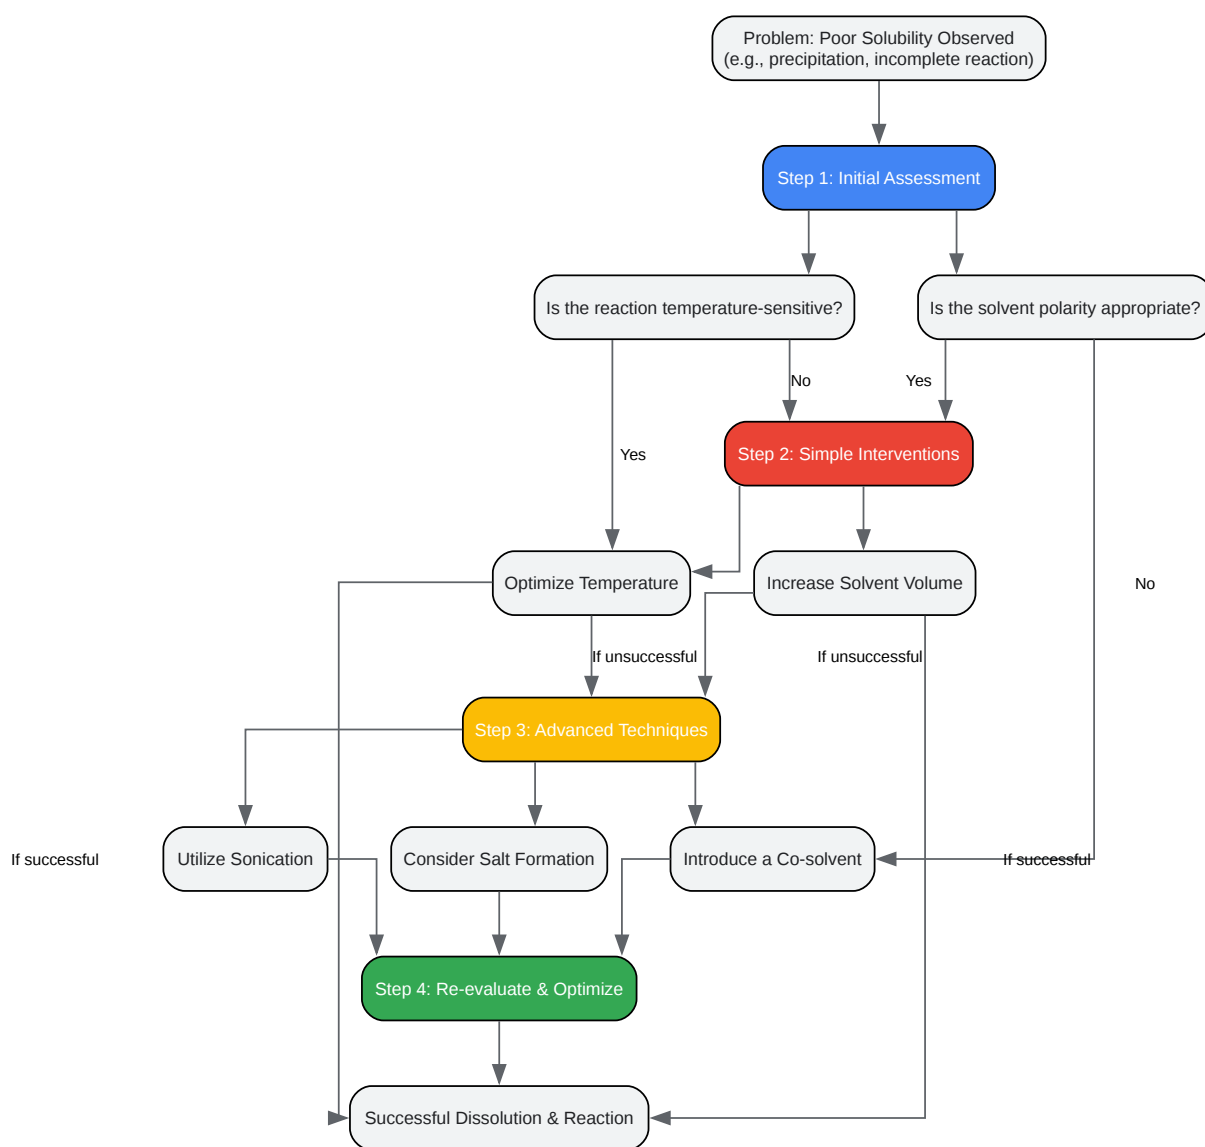 Problem: Poor Solubility Observed
(e.g., precipitation, incomplete reaction)
Step 1: Initial Assessment
Is the reaction temperature-sensitive?
Is the solvent polarity appropriate?
No
Yes
Step 2: Simple Interventions
Yes
Optimize Temperature
Increase Solvent Volume
No
If unsuccessful
If unsuccessful
Step 3: Advanced Techniques
If successful
Utilize Sonication
Consider Salt Formation
Introduce a Co-solvent
If successful
Step 4: Re-evaluate & Optimize
Successful Dissolution & Reaction